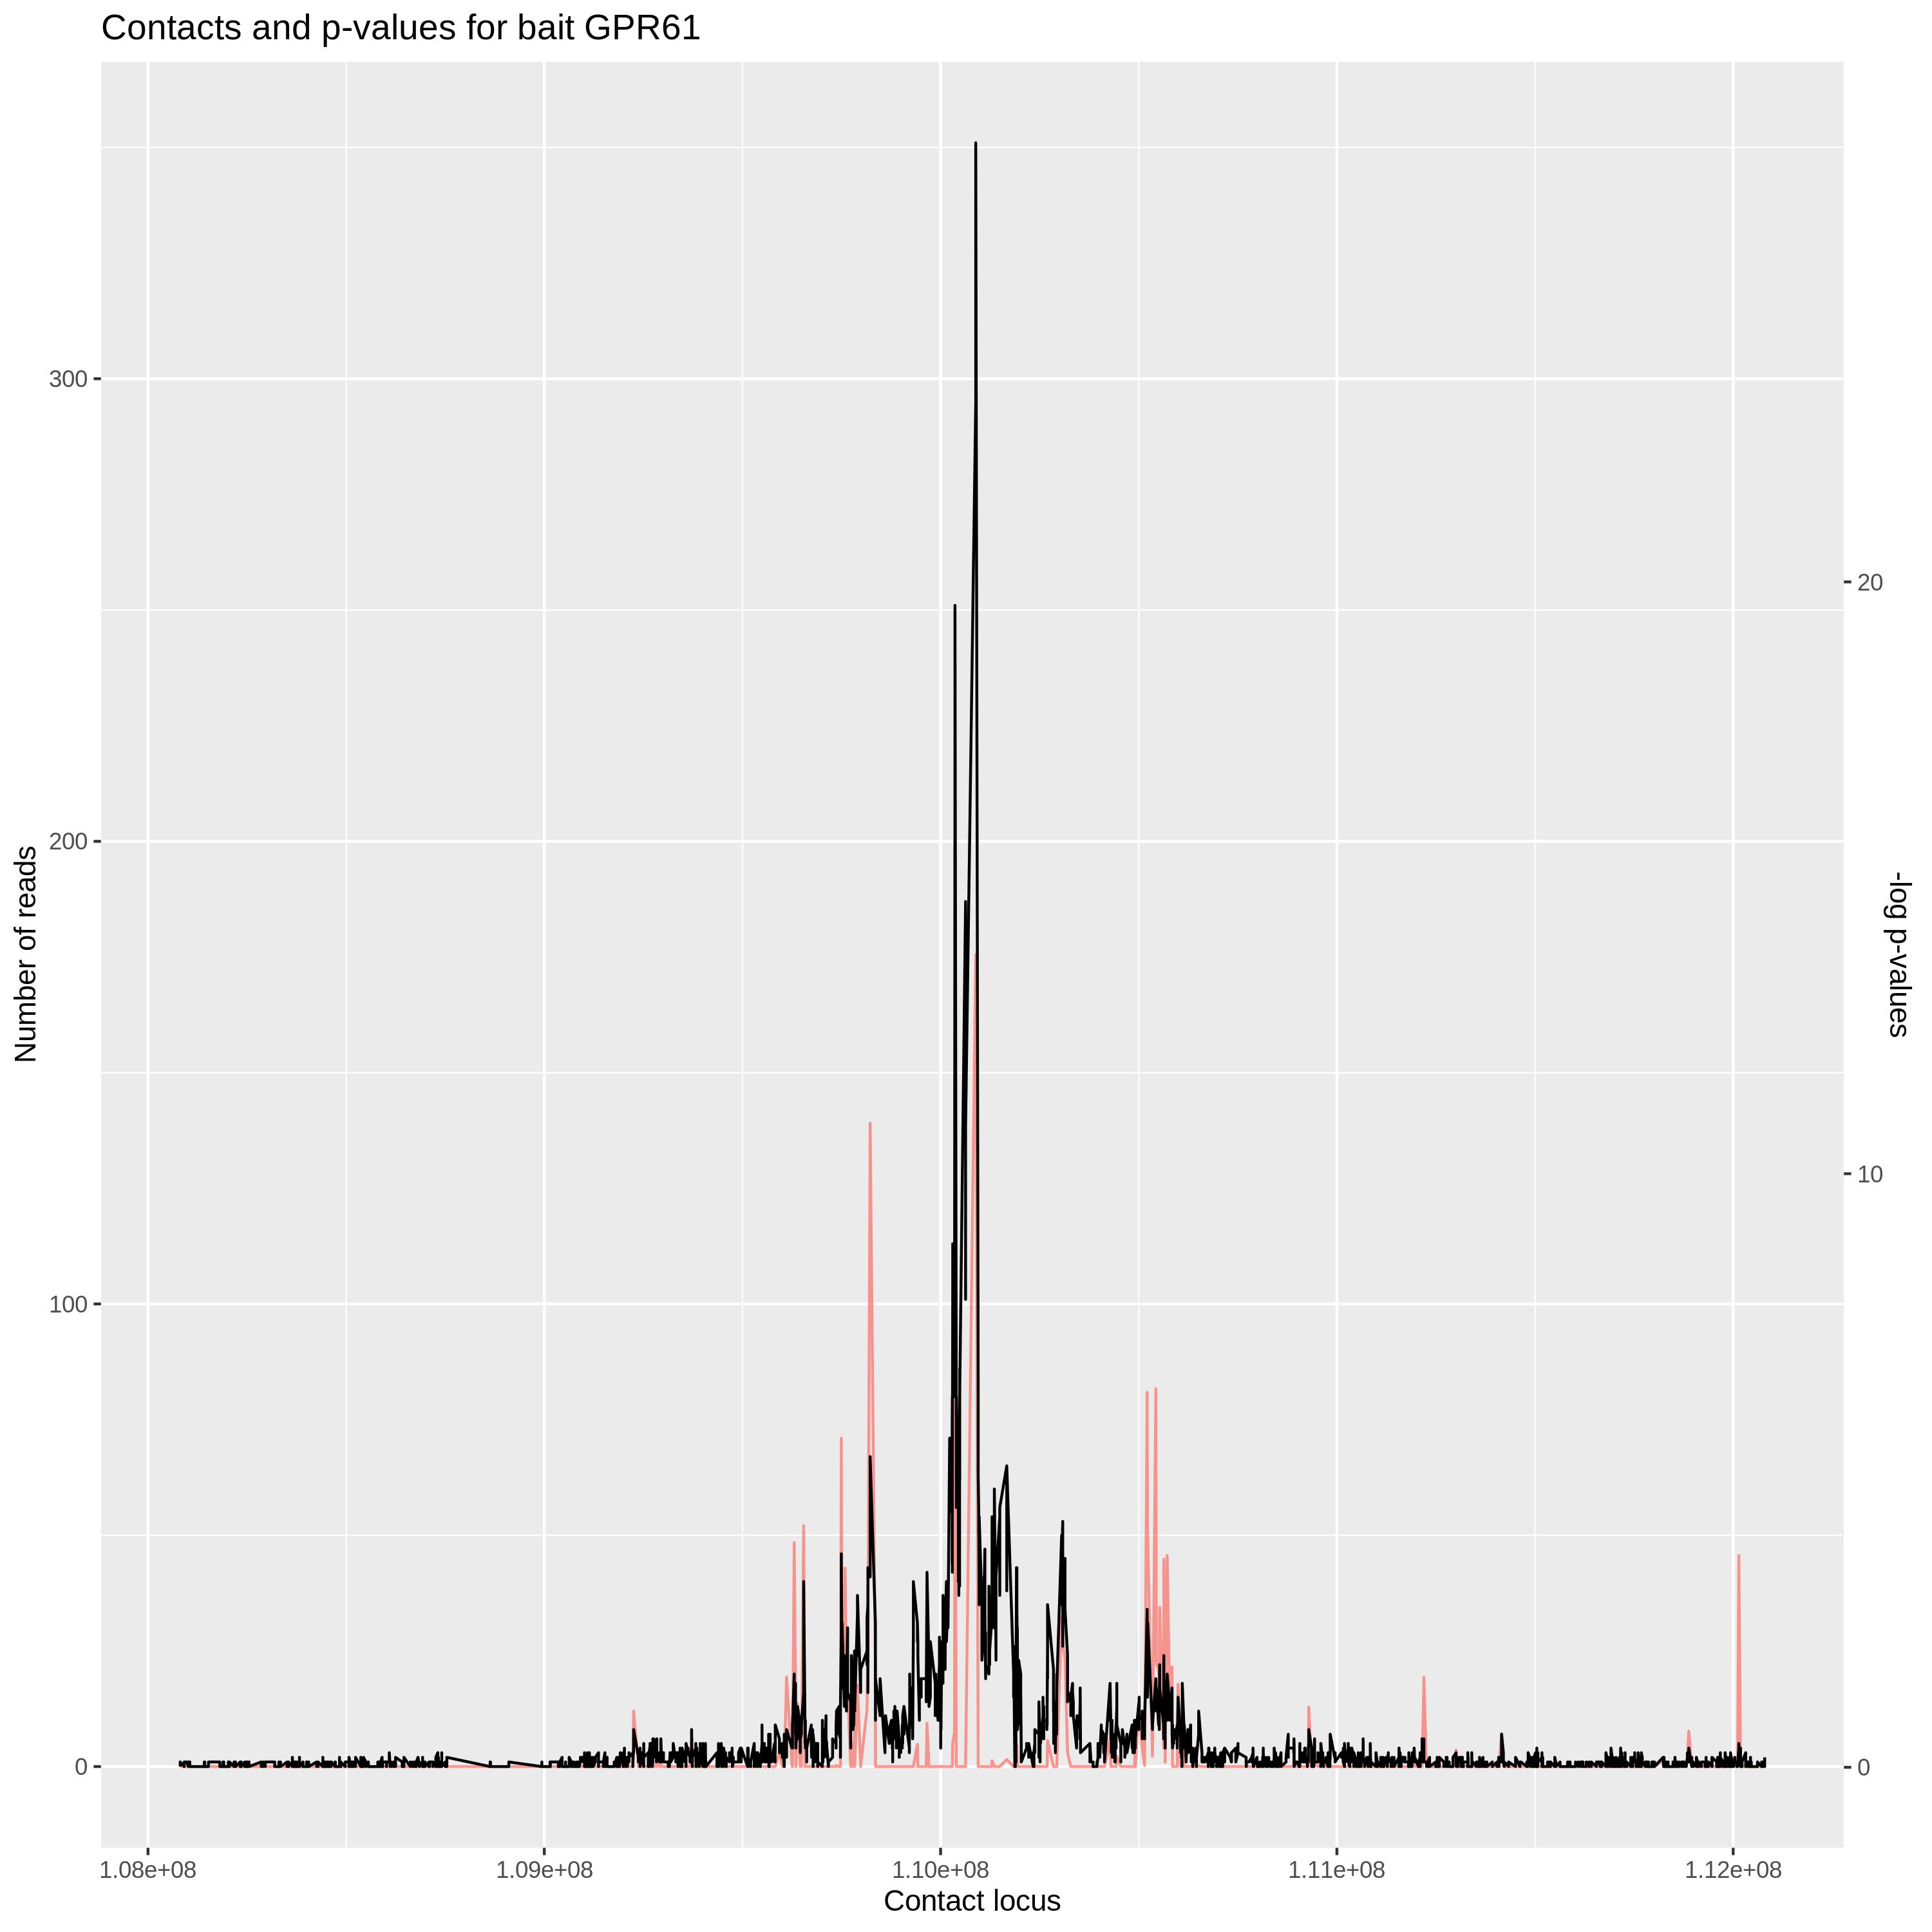 Contacts and p-values for bait GPR61
300
200
100
0
Number of reads
20
10
0
-log p-values
1.08e+08
1.09e+08
1.10e+08
1.11e+08
1.12e+08
Contact locus